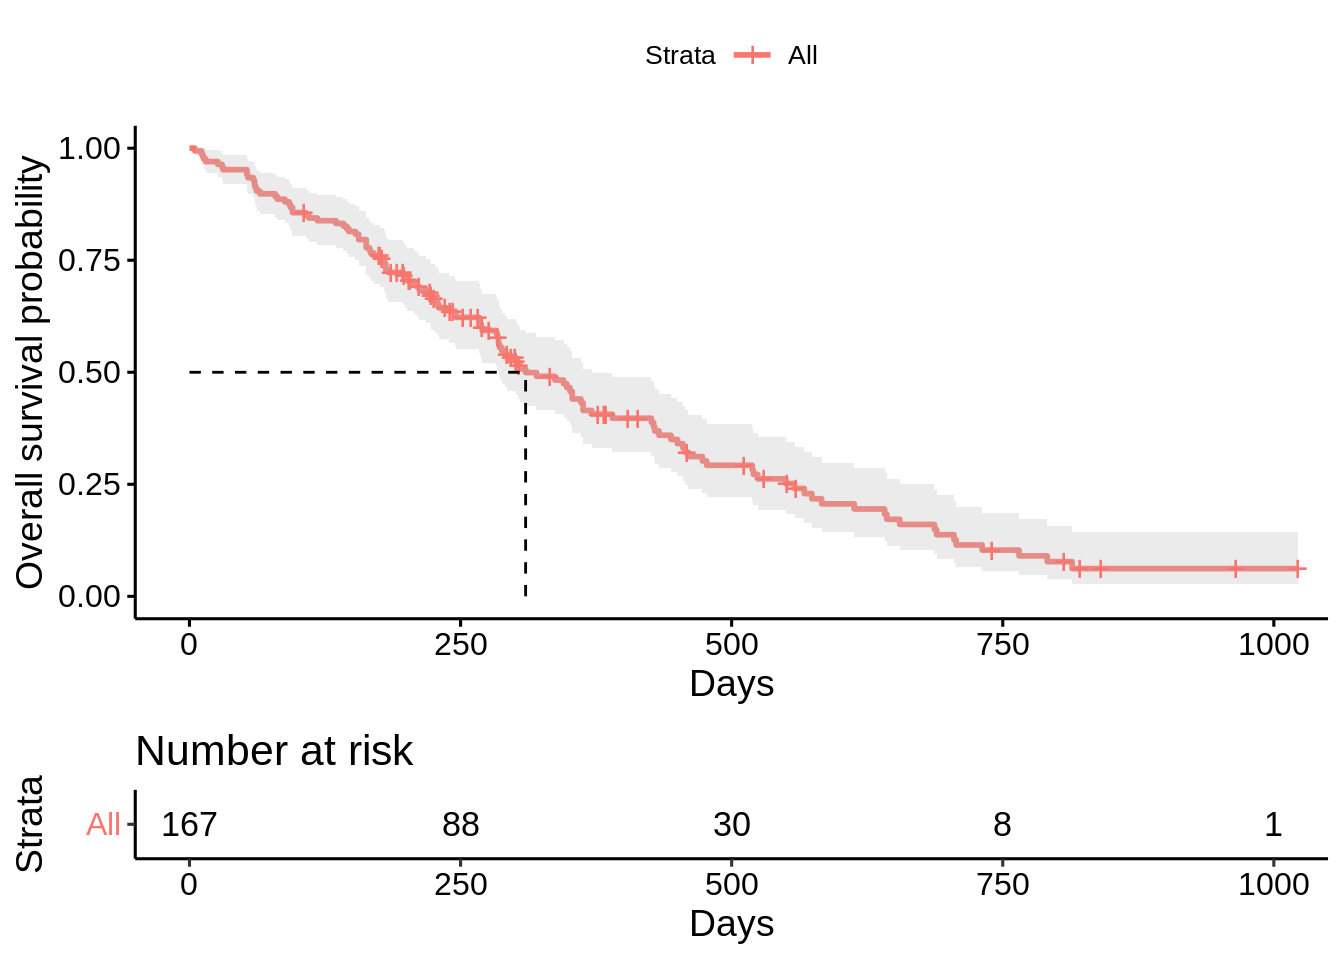 Strata All
Overall survival probability
1.00
0.75
0.50
0.25
0.00
0 250 500 750 1000
Days
Number at risk
Strata
All 167 88 30 8 1
0 250 500 750 1000
Days